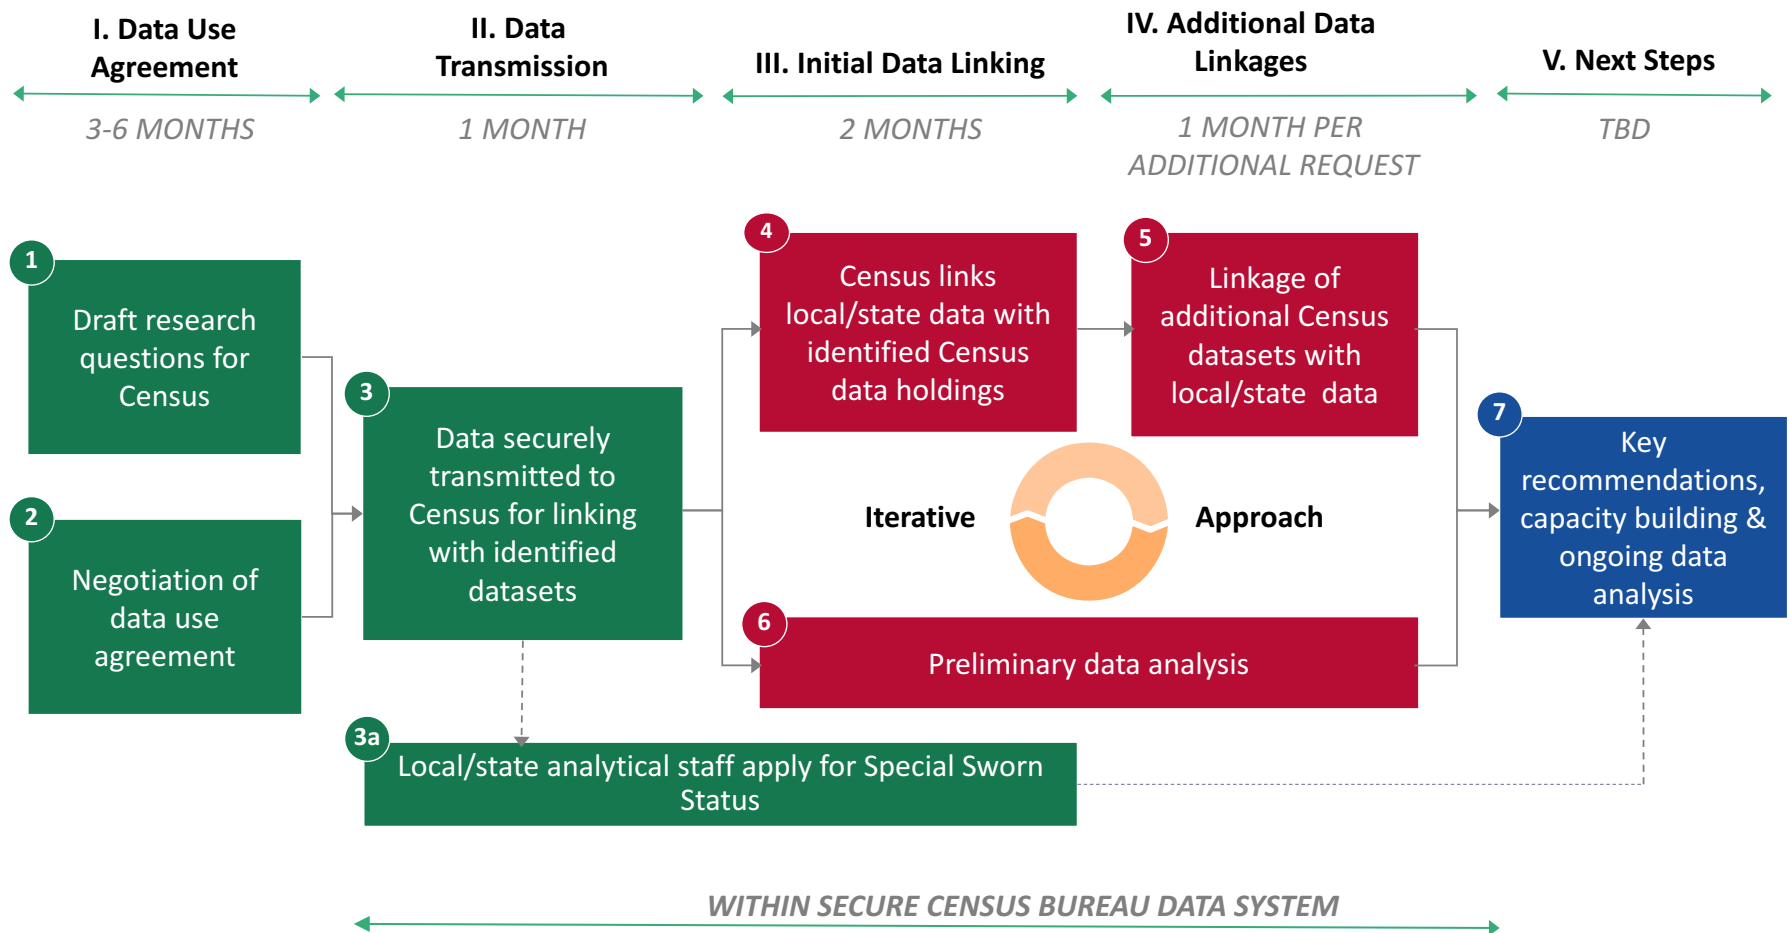 I. Data Use
Agreement
3-6 MONTHS
II. Data
Transmission
1 MONTH
III. Initial Data Linking
2 MONTHS
IV. Additional Data
Linkages
1 MONTH PER
ADDITIONAL REQUEST
V. Next Steps
TBD
1
Draft research
questions for
Census
2
Negotiation of
data use
agreement
3
Data securely
transmitted to
Census for linking
with identified
datasets
3a
Local/state analytical staff apply for Special Sworn
Status
4
Census links
local/state data with
identified Census
data holdings
5
Linkage of
additional Census
datasets with
local/state data
Iterative
Approach
6
Preliminary data analysis
7
Key
recommendations,
capacity building &
ongoing data
analysis
WITHIN SECURE CENSUS BUREAU DATA SYSTEM